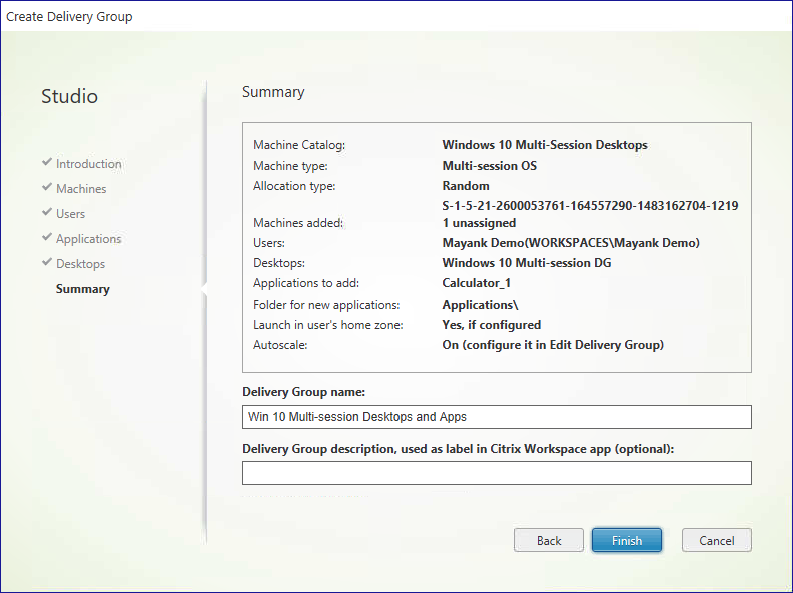 Create Delivery Group
Studio
Introduction
Machines
Users
Applications
Desktops
Summary
Summary
Machine Catalog: Windows 10 Multi-Session Desktops
Machine type: Multi-session OS
Allocation type: Random
S-1-5-21-2600053761-164557290-1483162704-1219
Machines added: 1 unassigned
Users: Mayank Demo(WORKSPACES\Mayank Demo)
Desktops: Windows 10 Multi-session DG
Applications to add: Calculator_1
Folder for new applications: Applications\
Launch in user's home zone: Yes, if configured
Autoscale: On (configure it in Edit Delivery Group)
Delivery Group name:
Win 10 Multi-session Desktops and Apps
Delivery Group description, used as label in Citrix Workspace app (optional):
Back Finish Cancel